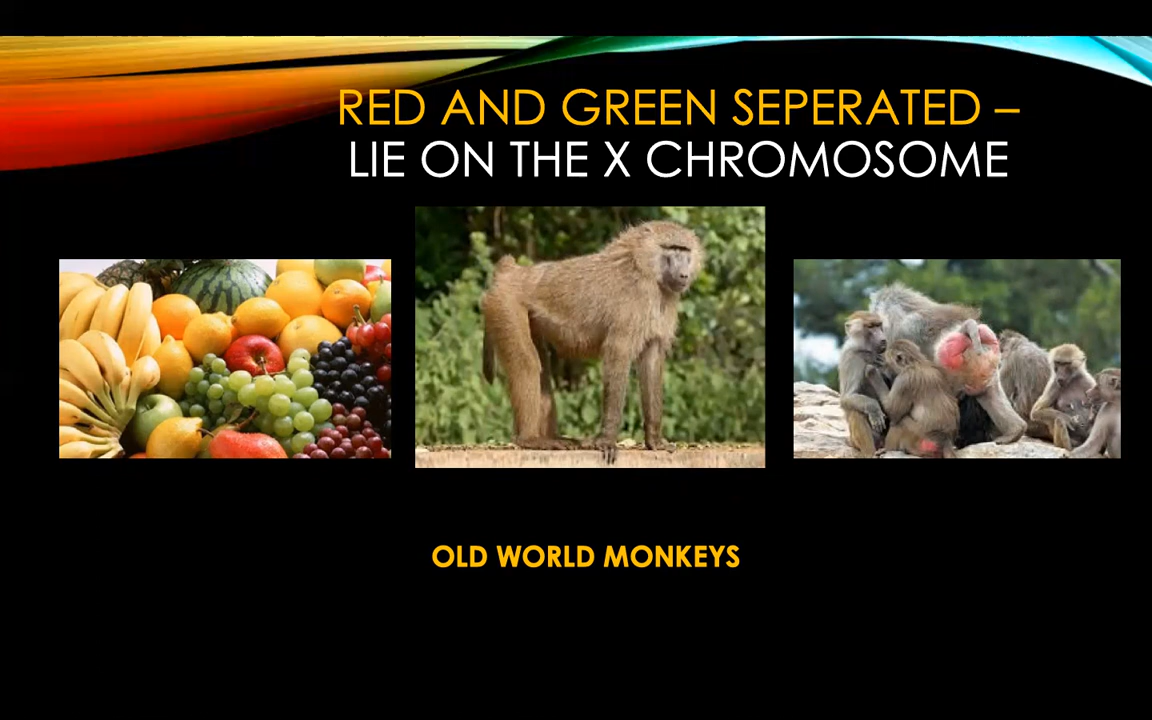 RED AND GREEN SEPERATED –
LIE ON THE X CHROMOSOME
OLD WORLD MONKEYS